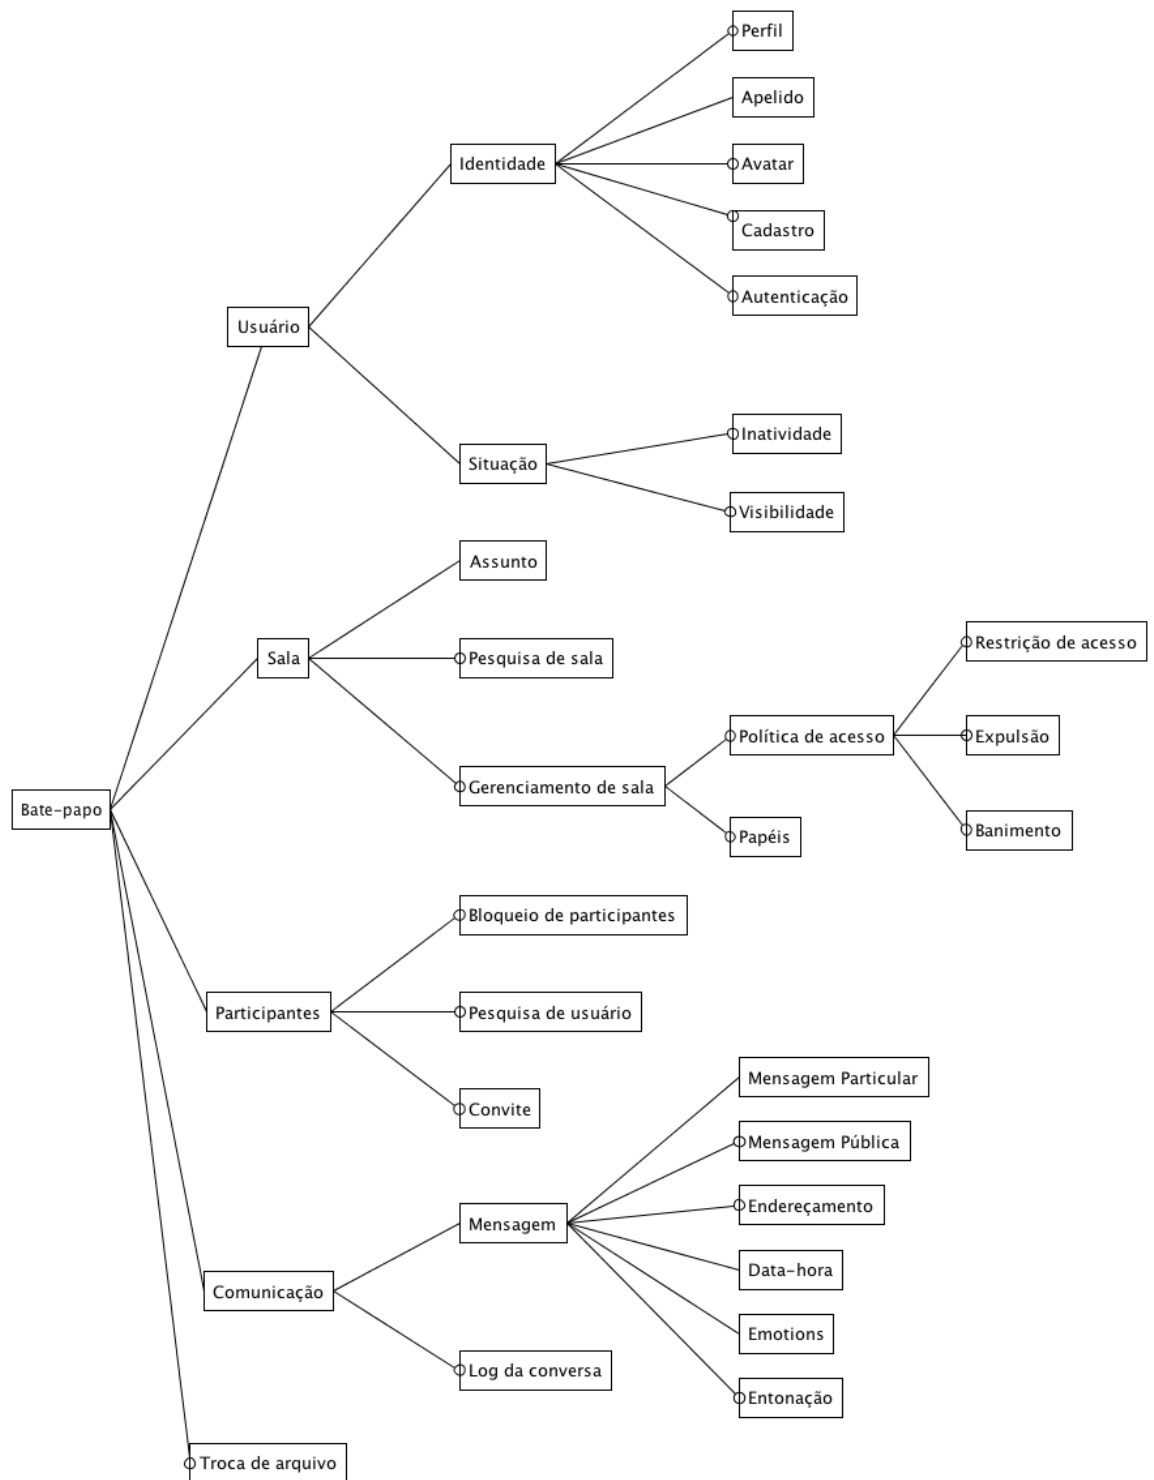 Perfil
Apelido
Identidade
Avatar
Cadastro
Autenticação
Usuário
Inatividade
Situação
Visibilidade
Assunto
Restrição de acesso
Sala
Pesquisa de sala
Política de acesso
Expulsão
Gerenciamento de sala
Bate-papo
Papéis
Banimento
Bloqueio de participantes
Participantes
Pesquisa de usuário
Mensagem Particular
Convite
Mensagem Pública
Endereçamento
Mensagem
Data-hora
Comunicação
Emotions
Log da conversa
Entonação
Troca de arquivo